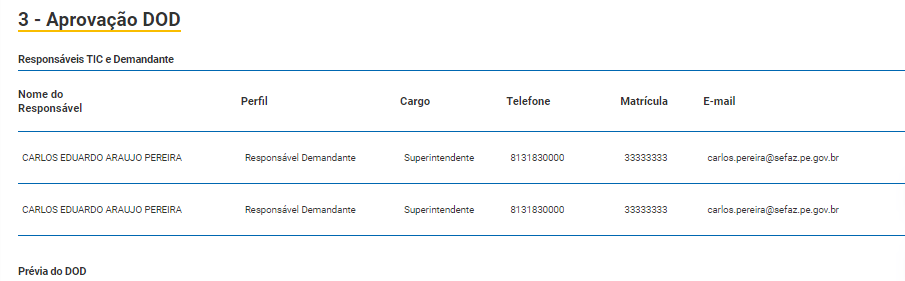 3 - Aprovação DOD
Responsáveis TIC e Demandante
Nome do
Responsável Perfil Cargo Telefone Matrícula E-mail
CARLOS EDUARDO ARAUJO PEREIRA Responsável Demandante Superintendente 8131830000 33333333 carlos.pereira@sefaz.pe.gov.br
CARLOS EDUARDO ARAUJO PEREIRA Responsável Demandante Superintendente 8131830000 33333333 carlos.pereira@sefaz.pe.gov.br
Prévia do DOD